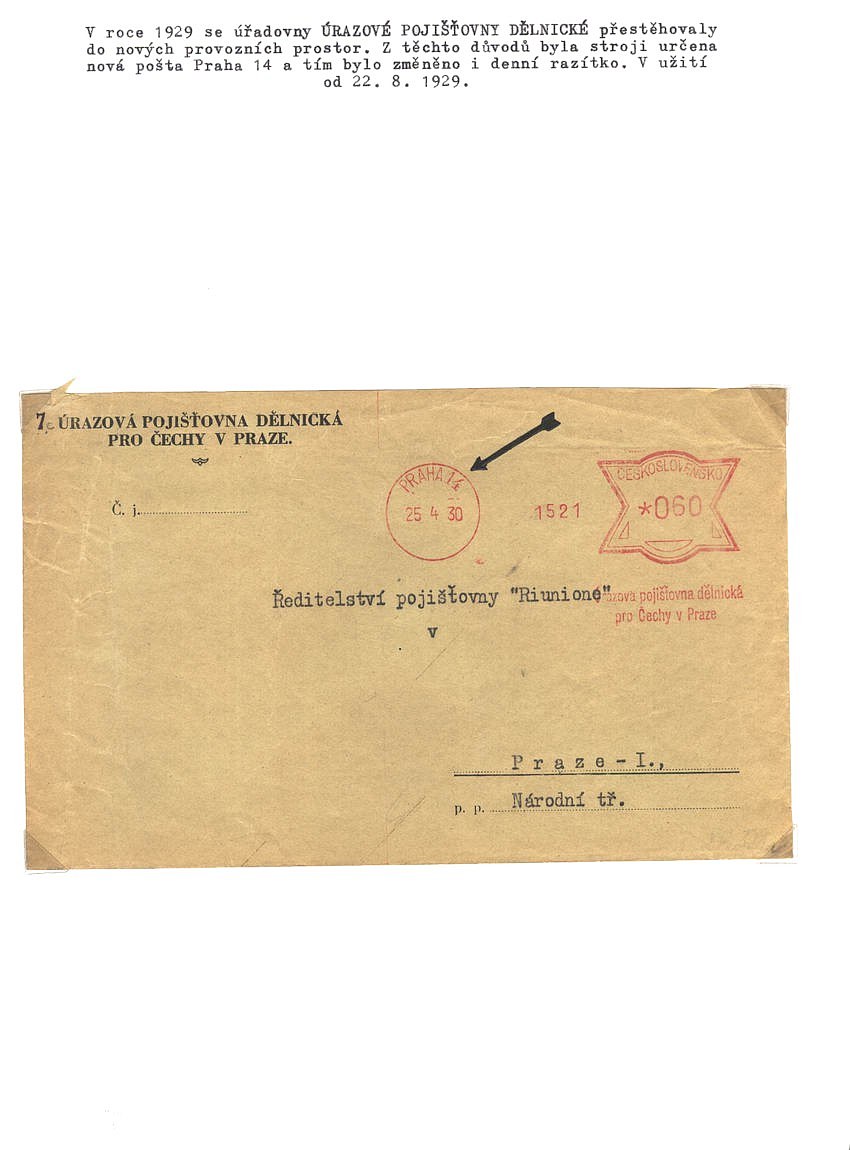 V roce 1929 se úřadovny ÚRAZOVÉ POJIŠŤOVNY DĚLNICKÉ přestěhovaly
do nových provozních prostor. Z těchto důvodů byla stroji určena
nová pošta Praha 14 a tím bylo změněno i denní razítko. V užití
od 22. 8. 1929.
7c ÚRAZOVÁ POJIŠŤOVNA DĚLNICKÁ
PRO ČECHY V PRAZE.
Č. j.
PRAHA 14
25 4 30
1521
ČESKOSLOVENSKO
*060
Ředitelství pojišťovny "Riunione"
Úrazová pojišťovna dělnická
pro Čechy v Praze
v
Praze-I.,
p. p. Národní tř.